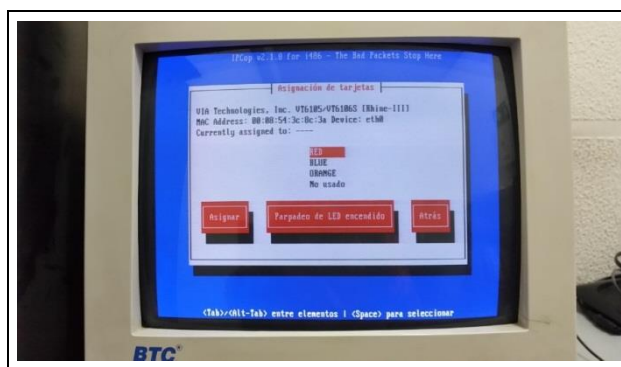 IPCop v2.1.8 for i486 - The Bad Packets Stop Here
Asignación de tarjetas
VIA Technologies, Inc. VT6105/VT6106S [Rhine-III]
MAC Address: 00:08:54:3c:8c:3a Device: eth0
Currently assigned to: ----
RED
BLUE
ORANGE
No usado
Asignar
Parpadeo de LED encendido
Atrás
<Tab>/<Alt-Tab> entre elementos | <Space> para seleccionar
BTC